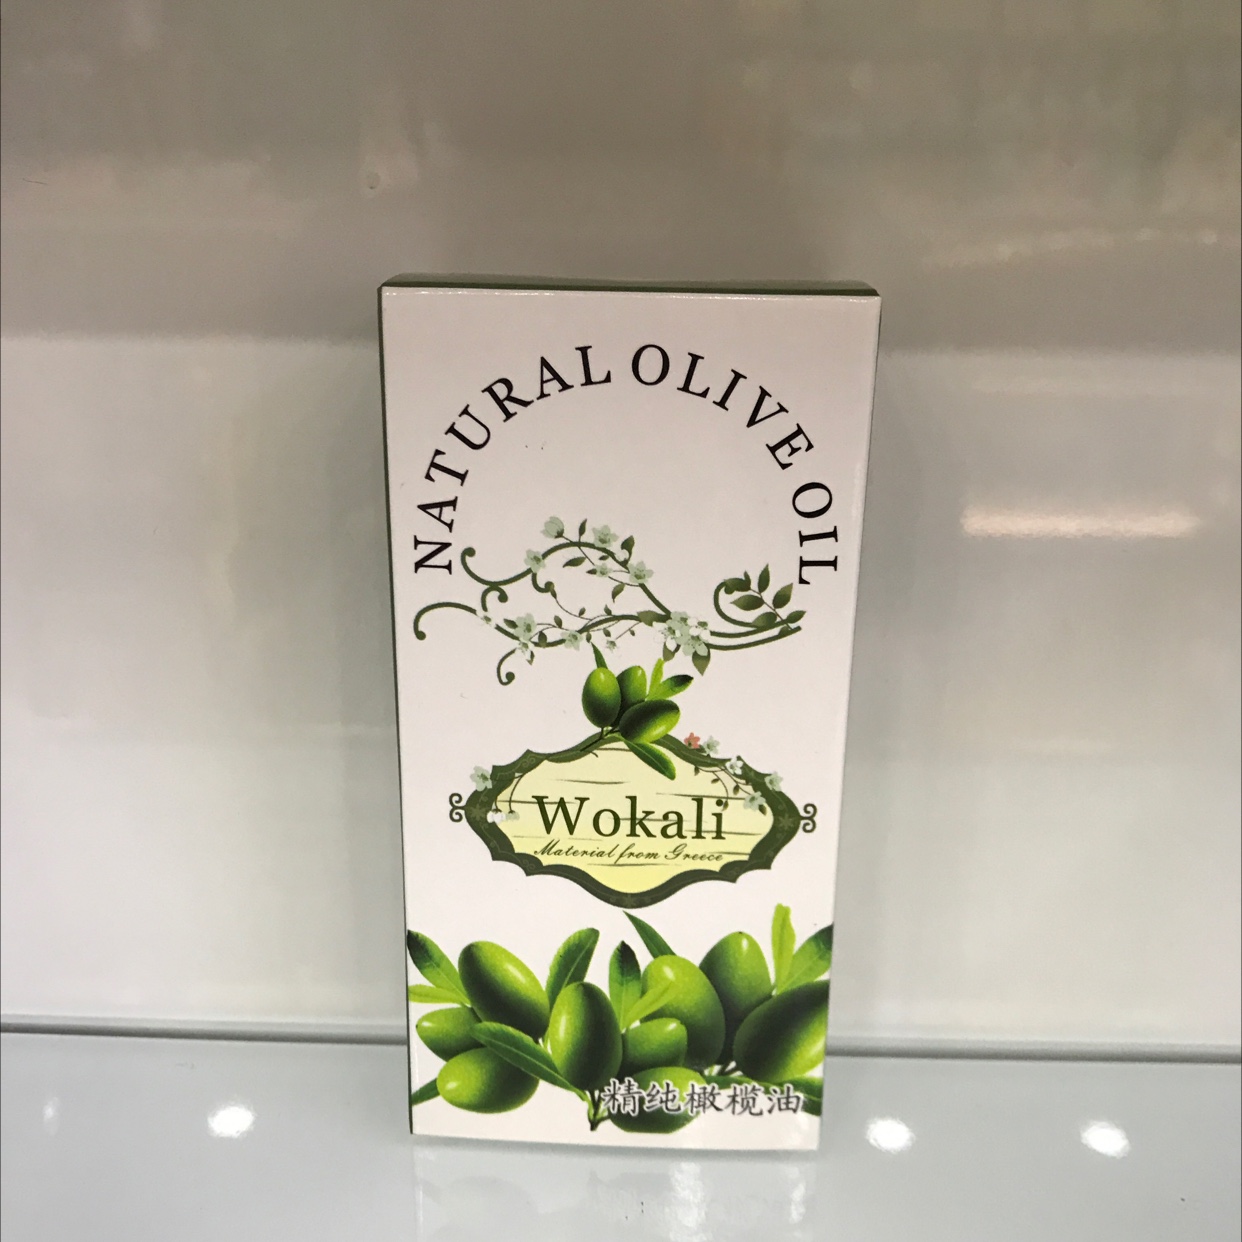 NATURAL OLIVE OIL
Wokali
Material from Greece
精纯橄榄油